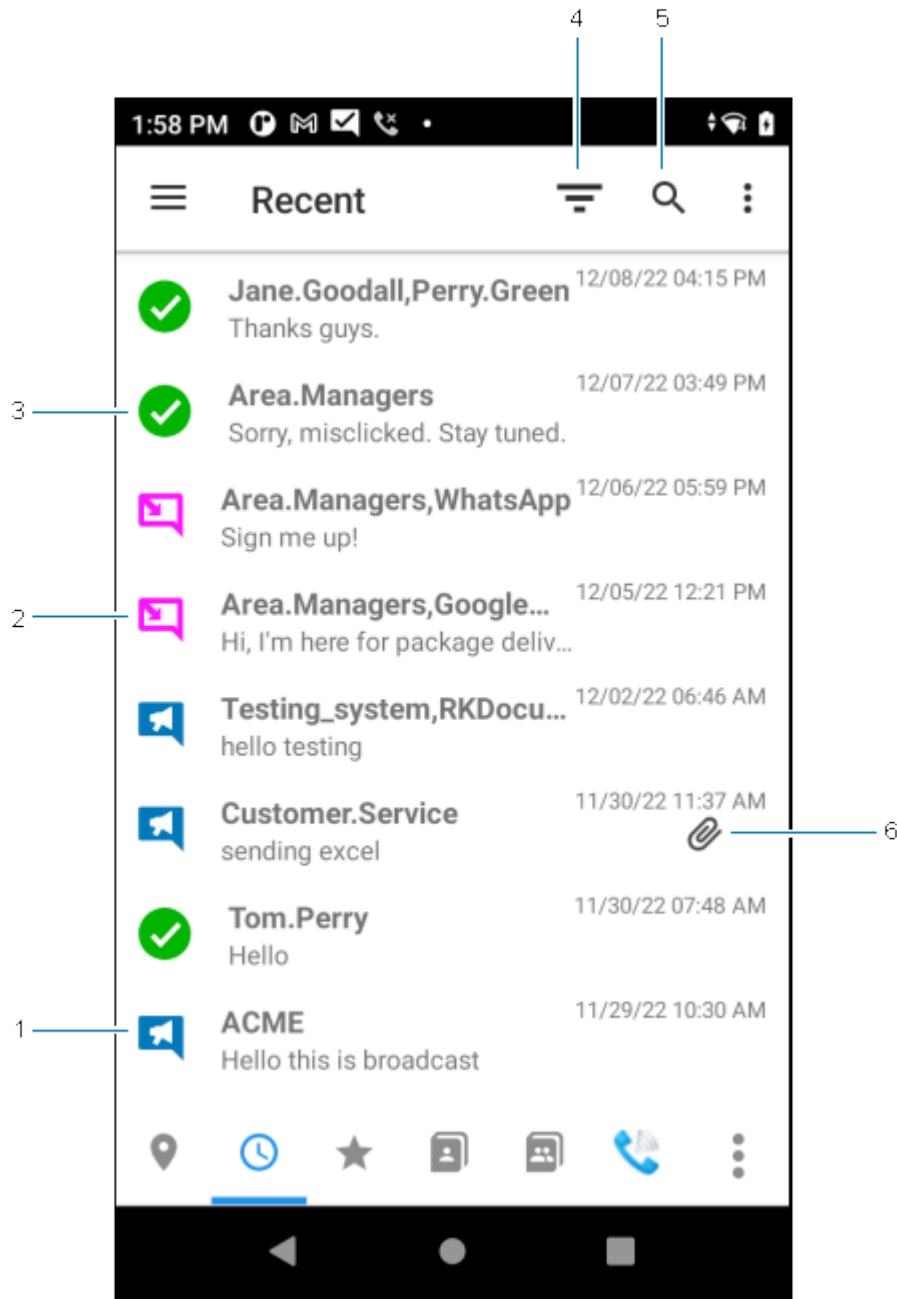 4 5
1:58 PM
Recent
Jane.Goodall,Perry.Green 12/08/22 04:15 PM
Thanks guys.
3
Area.Managers 12/07/22 03:49 PM
Sorry, misclicked. Stay tuned.
Area.Managers,WhatsApp 12/06/22 05:59 PM
Sign me up!
2
Area.Managers,Google... 12/05/22 12:21 PM
Hi, I'm here for package deliv...
Testing_system,RKDocu... 12/02/22 06:46 AM
hello testing
Customer.Service 11/30/22 11:37 AM
6
sending excel
Tom.Perry 11/30/22 07:48 AM
Hello
1
ACME 11/29/22 10:30 AM
Hello this is broadcast